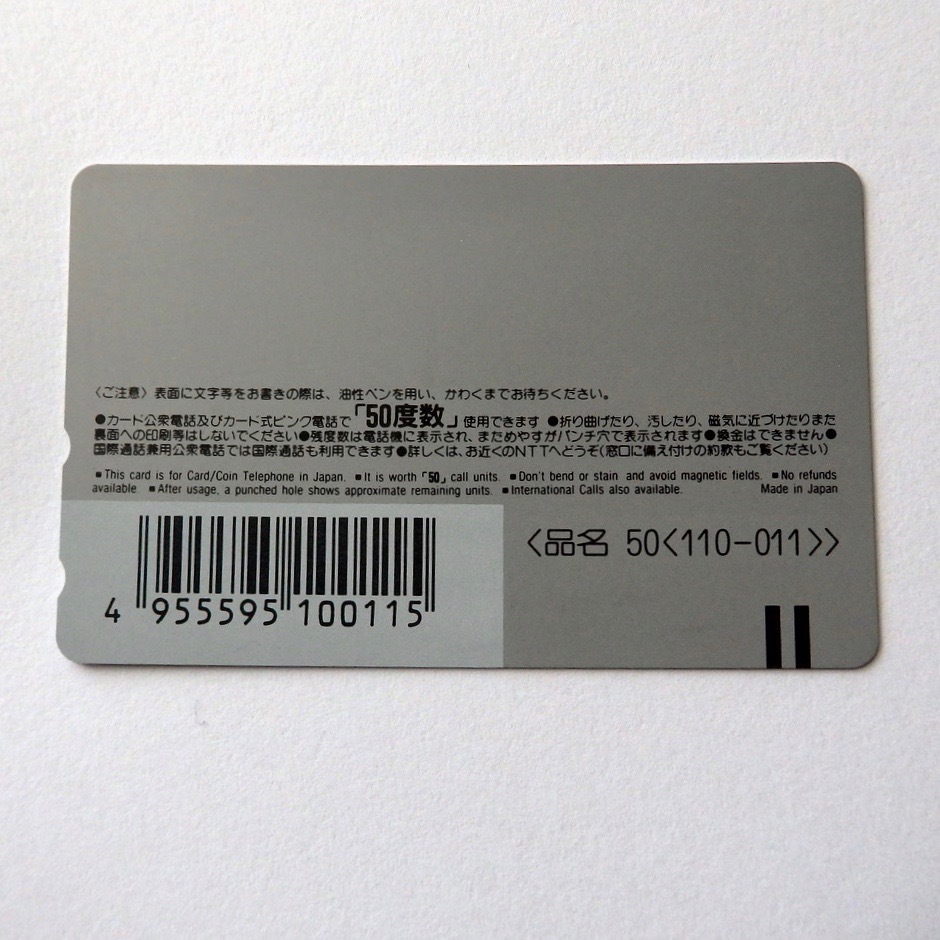 〈ご注意〉表面に文字等をお書きの際は、油性ペンを用い、かわくまでお待ちください。
●カード公衆電話及びカード式ピンク電話で「50度数」使用できます ●折り曲げたり、汚したり、磁気に近づけたりまた
裏面への印刷等はしないでください●残度数は電話機に表示され、まためやすがパンチ穴で表示されます●換金はできません●
国際通話兼用公衆電話では国際通話も利用できます●詳しくは、お近くのNTTへどうぞ(窓口に備え付けの約款もご覧ください)
■This card is for Card/Coin Telephone in Japan. ■It is worth「50」call units. ■Don't bend or stain and avoid magnetic fields. ■No refunds
available. ■After usage, a punched hole shows approximate remaining units. ■International Calls also available. Made in Japan
〈品名 50〈110-011〉〉
4 955595 100115